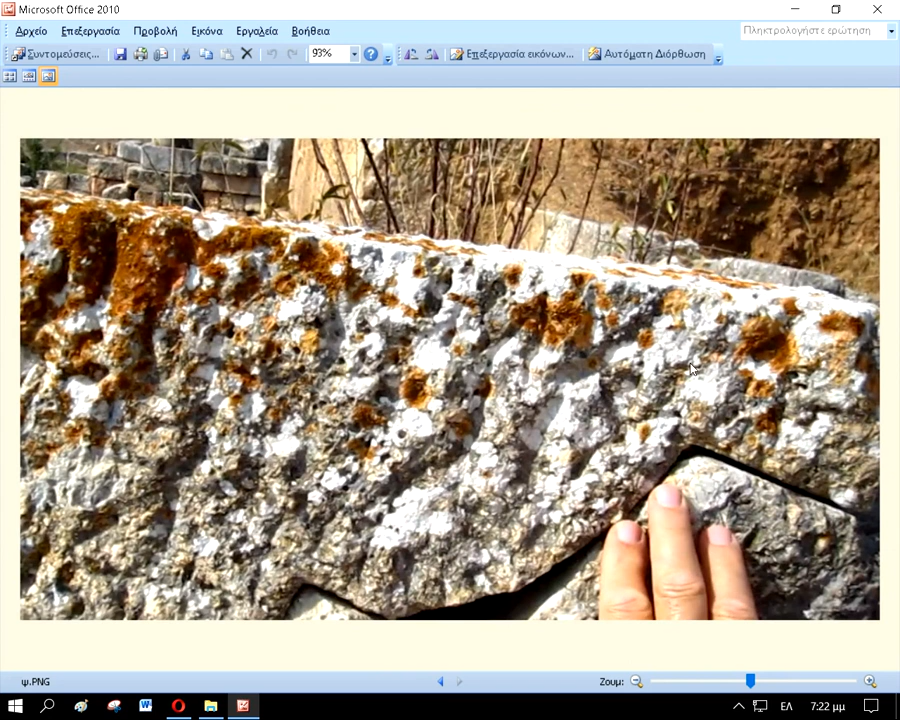 Microsoft Office 2010
Αρχείο Επεξεργασία Προβολή Εικόνα Εργαλεία Βοήθεια
Πληκτρολογήστε ερώτηση
Συντομεύσεις... 93% Επεξεργασία εικόνων... Αυτόματη Διόρθωση
ψ.PNG
Ζουμ:
ΕΛ 7:22 μμ